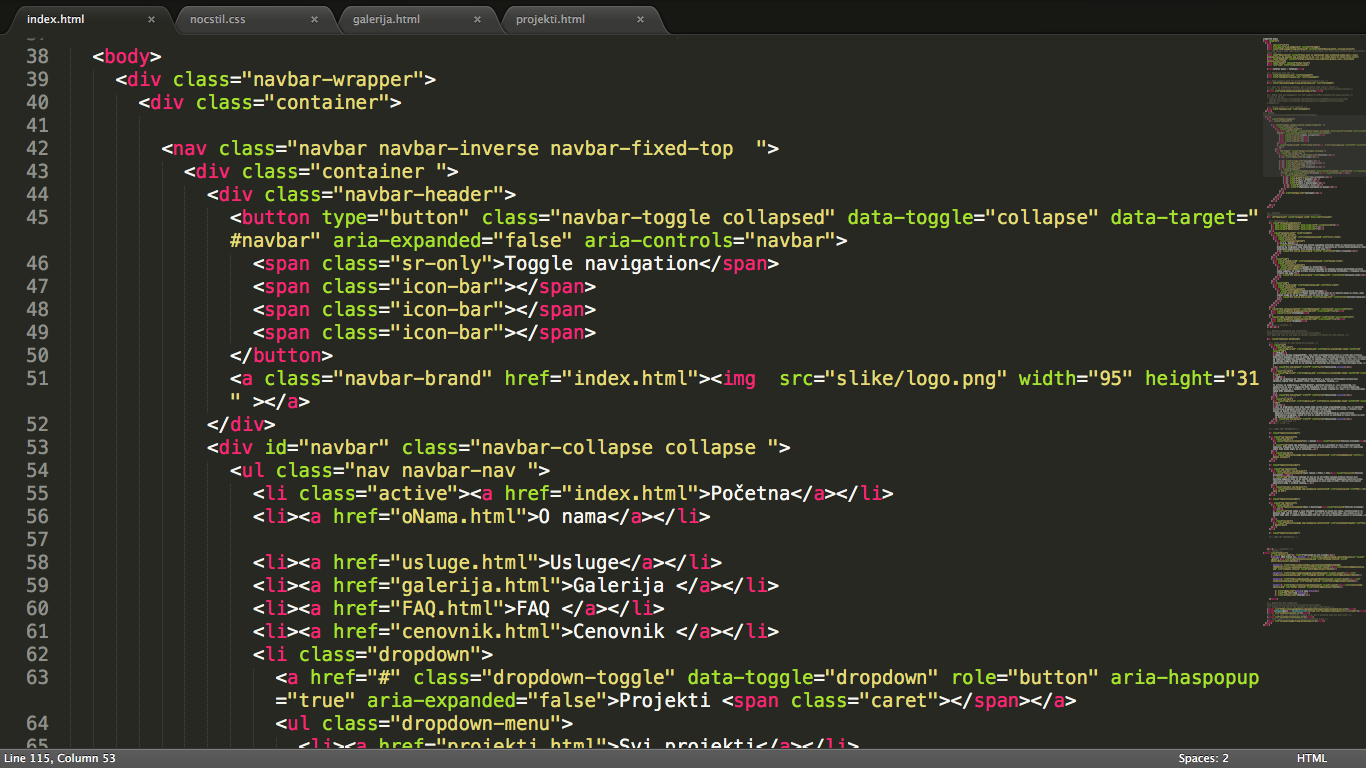 index.html × nocstil.css × galerija.html × projekti.html ×
38 <body>
39 <div class="navbar-wrapper">
40 <div class="container">
41
42 <nav class="navbar navbar-inverse navbar-fixed-top  ">
43 <div class="container ">
44 <div class="navbar-header">
45 <button type="button" class="navbar-toggle collapsed" data-toggle="collapse" data-target="
#navbar" aria-expanded="false" aria-controls="navbar">
46 <span class="sr-only">Toggle navigation</span>
47 <span class="icon-bar"></span>
48 <span class="icon-bar"></span>
49 <span class="icon-bar"></span>
50 </button>
51 <a class="navbar-brand" href="index.html"><img  src="slike/logo.png" width="95" height="31
" ></a>
52 </div>
53 <div id="navbar" class="navbar-collapse collapse ">
54 <ul class="nav navbar-nav ">
55 <li class="active"><a href="index.html">Početna</a></li>
56 <li><a href="oNama.html">O nama</a></li>
57
58 <li><a href="usluge.html">Usluge</a></li>
59 <li><a href="galerija.html">Galerija </a></li>
60 <li><a href="FAQ.html">FAQ </a></li>
61 <li><a href="cenovnik.html">Cenovnik </a></li>
62 <li class="dropdown">
63 <a href="#" class="dropdown-toggle" data-toggle="dropdown" role="button" aria-haspopup
="true" aria-expanded="false">Projekti <span class="caret"></span></a>
64 <ul class="dropdown-menu">
65 <li><a href="projekti.html">Svi projekti</a></li>
Line 115, Column 53 Spaces: 2 HTML